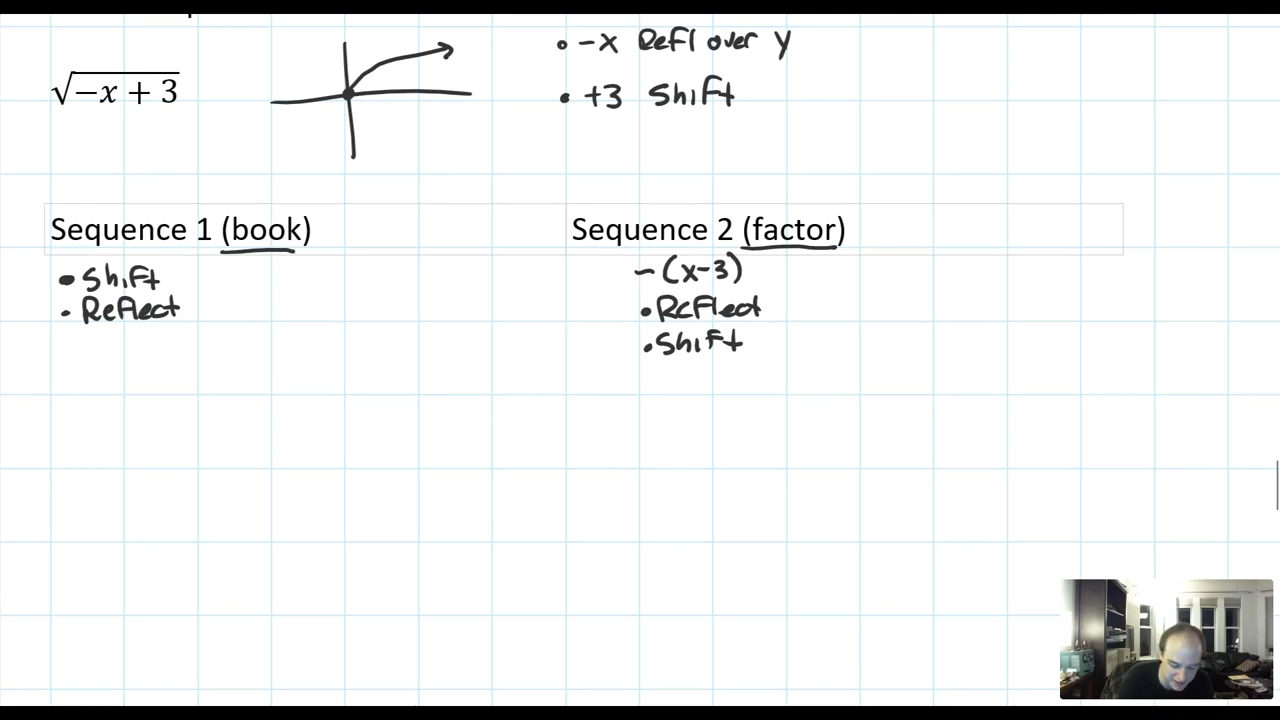 • -x Refl over y
√-x + 3
• +3 Shift
Sequence 1 (book)
Sequence 2 (factor)
• Shift
• Reflect
-(x-3)
• Reflect
• Shift